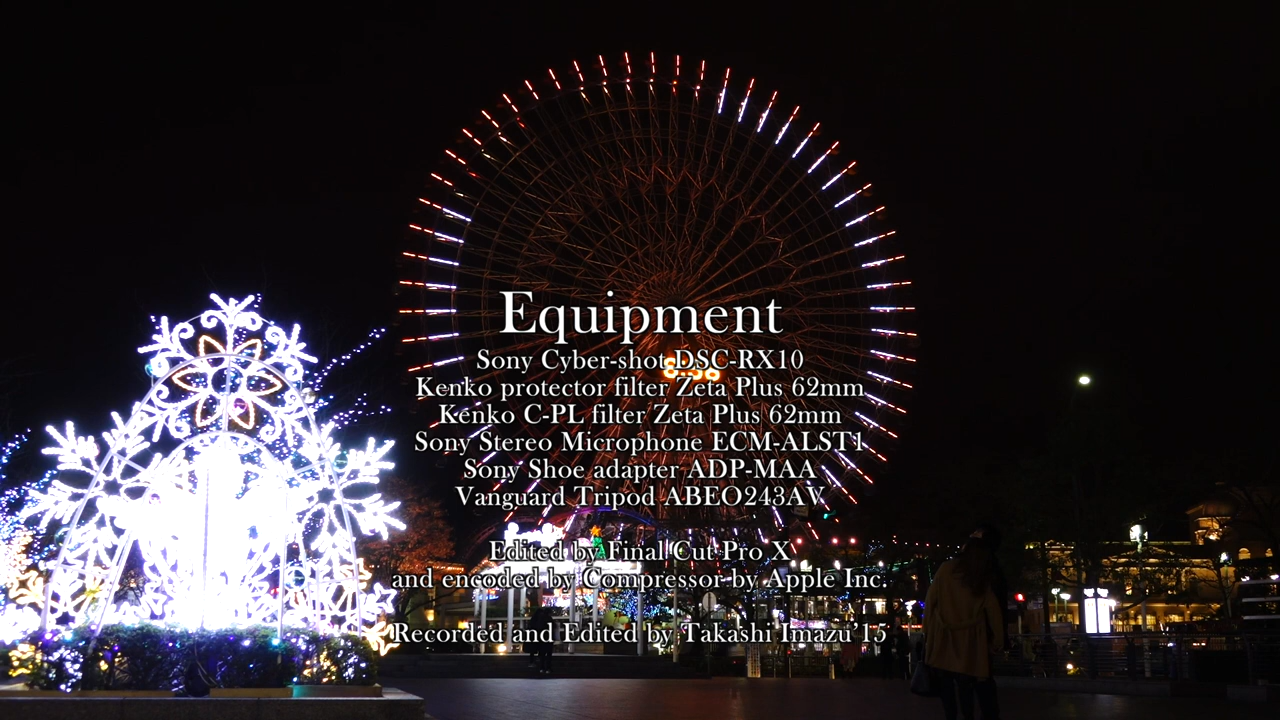 Equipment
Sony Cyber-shot DSC-RX10
Kenko protector filter Zeta Plus 62mm
Kenko C-PL filter Zeta Plus 62mm
Sony Stereo Microphone ECM-ALST1
Sony Shoe adapter ADP-MAA
Vanguard Tripod ABEO243AV
Edited by Final Cut Pro X
and encoded by Compressor by Apple Inc.
Recorded and Edited by Takashi Imazu'15